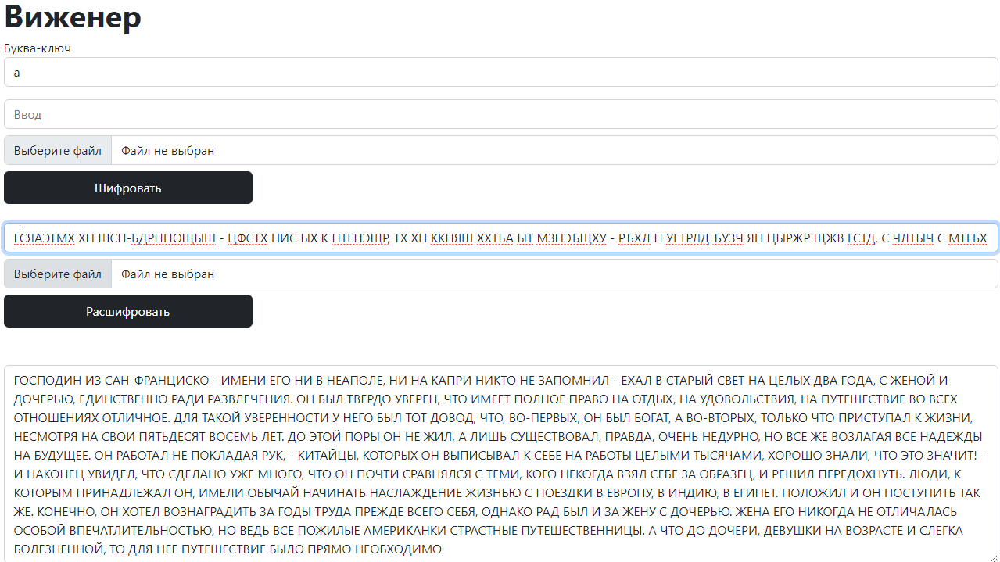 Виженер
Буква-ключ
а
Ввод
Выберите файл Файл не выбран
Шифровать
ГСЯАЭТМХ ХП ШСН-БДРНГЮЩЫШ - ЦФСТХ НИС ЫХ К ПТЕПЭЩР, ТХ ХН ККПЯШ ХХТЬА ЫТ МЗПЭЪЩХУ - РЪХЛ Н УГТРЛД ЪУЗЧ ЯН ЦЫРЖР ЩЖВ ГСТД, С ЧЛТЫЧ С МТЕЬХ
Выберите файл Файл не выбран
Расшифровать
ГОСПОДИН ИЗ САН-ФРАНЦИСКО - ИМЕНИ ЕГО НИ В НЕАПОЛЕ, НИ НА КАПРИ НИКТО НЕ ЗАПОМНИЛ - ЕХАЛ В СТАРЫЙ СВЕТ НА ЦЕЛЫХ ДВА ГОДА, С ЖЕНОЙ И
ДОЧЕРЬЮ, ЕДИНСТВЕННО РАДИ РАЗВЛЕЧЕНИЯ. ОН БЫЛ ТВЕРДО УВЕРЕН, ЧТО ИМЕЕТ ПОЛНОЕ ПРАВО НА ОТДЫХ, НА УДОВОЛЬСТВИЯ, НА ПУТЕШЕСТВИЕ ВО ВСЕХ
ОТНОШЕНИЯХ ОТЛИЧНОЕ. ДЛЯ ТАКОЙ УВЕРЕННОСТИ У НЕГО БЫЛ ТОТ ДОВОД, ЧТО, ВО-ПЕРВЫХ, ОН БЫЛ БОГАТ, А ВО-ВТОРЫХ, ТОЛЬКО ЧТО ПРИСТУПАЛ К ЖИЗНИ,
НЕСМОТРЯ НА СВОИ ПЯТЬДЕСЯТ ВОСЕМЬ ЛЕТ. ДО ЭТОЙ ПОРЫ ОН НЕ ЖИЛ, А ЛИШЬ СУЩЕСТВОВАЛ, ПРАВДА, ОЧЕНЬ НЕДУРНО, НО ВСЕ ЖЕ ВОЗЛАГАЯ ВСЕ НАДЕЖДЫ
НА БУДУЩЕЕ. ОН РАБОТАЛ НЕ ПОКЛАДАЯ РУК, - КИТАЙЦЫ, КОТОРЫХ ОН ВЫПИСЫВАЛ К СЕБЕ НА РАБОТЫ ЦЕЛЫМИ ТЫСЯЧАМИ, ХОРОШО ЗНАЛИ, ЧТО ЭТО ЗНАЧИТ! -
И НАКОНЕЦ УВИДЕЛ, ЧТО СДЕЛАНО УЖЕ МНОГО, ЧТО ОН ПОЧТИ СРАВНЯЛСЯ С ТЕМИ, КОГО НЕКОГДА ВЗЯЛ СЕБЕ ЗА ОБРАЗЕЦ, И РЕШИЛ ПЕРЕДОХНУТЬ. ЛЮДИ, К
КОТОРЫМ ПРИНАДЛЕЖАЛ ОН, ИМЕЛИ ОБЫЧАЙ НАЧИНАТЬ НАСЛАЖДЕНИЕ ЖИЗНЬЮ С ПОЕЗДКИ В ЕВРОПУ, В ИНДИЮ, В ЕГИПЕТ. ПОЛОЖИЛ И ОН ПОСТУПИТЬ ТАК
ЖЕ. КОНЕЧНО, ОН ХОТЕЛ ВОЗНАГРАДИТЬ ЗА ГОДЫ ТРУДА ПРЕЖДЕ ВСЕГО СЕБЯ, ОДНАКО РАД БЫЛ И ЗА ЖЕНУ С ДОЧЕРЬЮ. ЖЕНА ЕГО НИКОГДА НЕ ОТЛИЧАЛАСЬ
ОСОБОЙ ВПЕЧАТЛИТЕЛЬНОСТЬЮ, НО ВЕДЬ ВСЕ ПОЖИЛЫЕ АМЕРИКАНКИ СТРАСТНЫЕ ПУТЕШЕСТВЕННИЦЫ. А ЧТО ДО ДОЧЕРИ, ДЕВУШКИ НА ВОЗРАСТЕ И СЛЕГКА
БОЛЕЗНЕННОЙ, ТО ДЛЯ НЕЕ ПУТЕШЕСТВИЕ БЫЛО ПРЯМО НЕОБХОДИМО